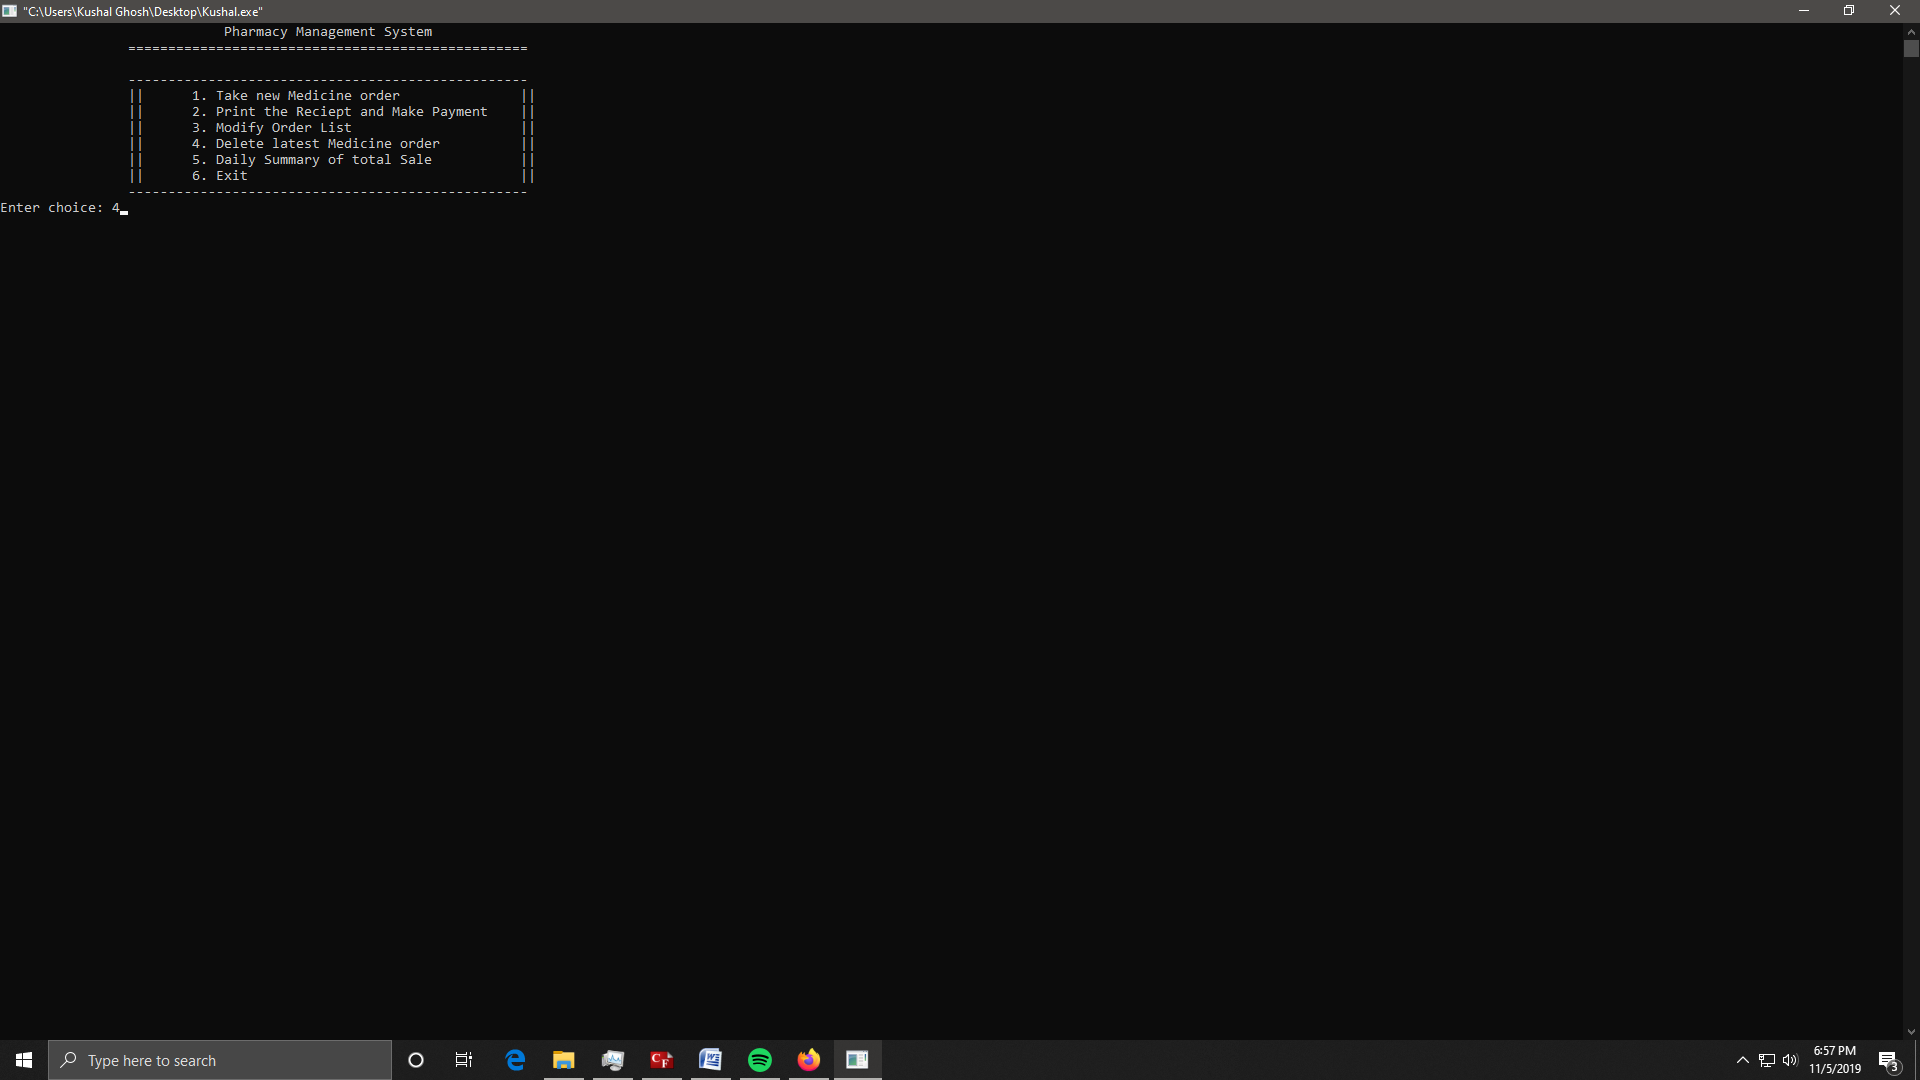 "C:\Users\Kushal Ghosh\Desktop\Kushal.exe"
Pharmacy Management System
==================================================
--------------------------------------------------
|| 1. Take new Medicine order ||
|| 2. Print the Reciept and Make Payment ||
|| 3. Modify Order List ||
|| 4. Delete latest Medicine order ||
|| 5. Daily Summary of total Sale ||
|| 6. Exit ||
--------------------------------------------------
Enter choice: 4
Type here to search
6:57 PM
11/5/2019
3